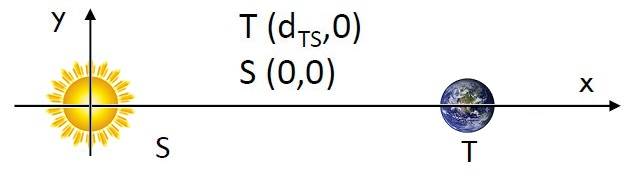 y
T (d_TS,0)
S (0,0)
x
S
T